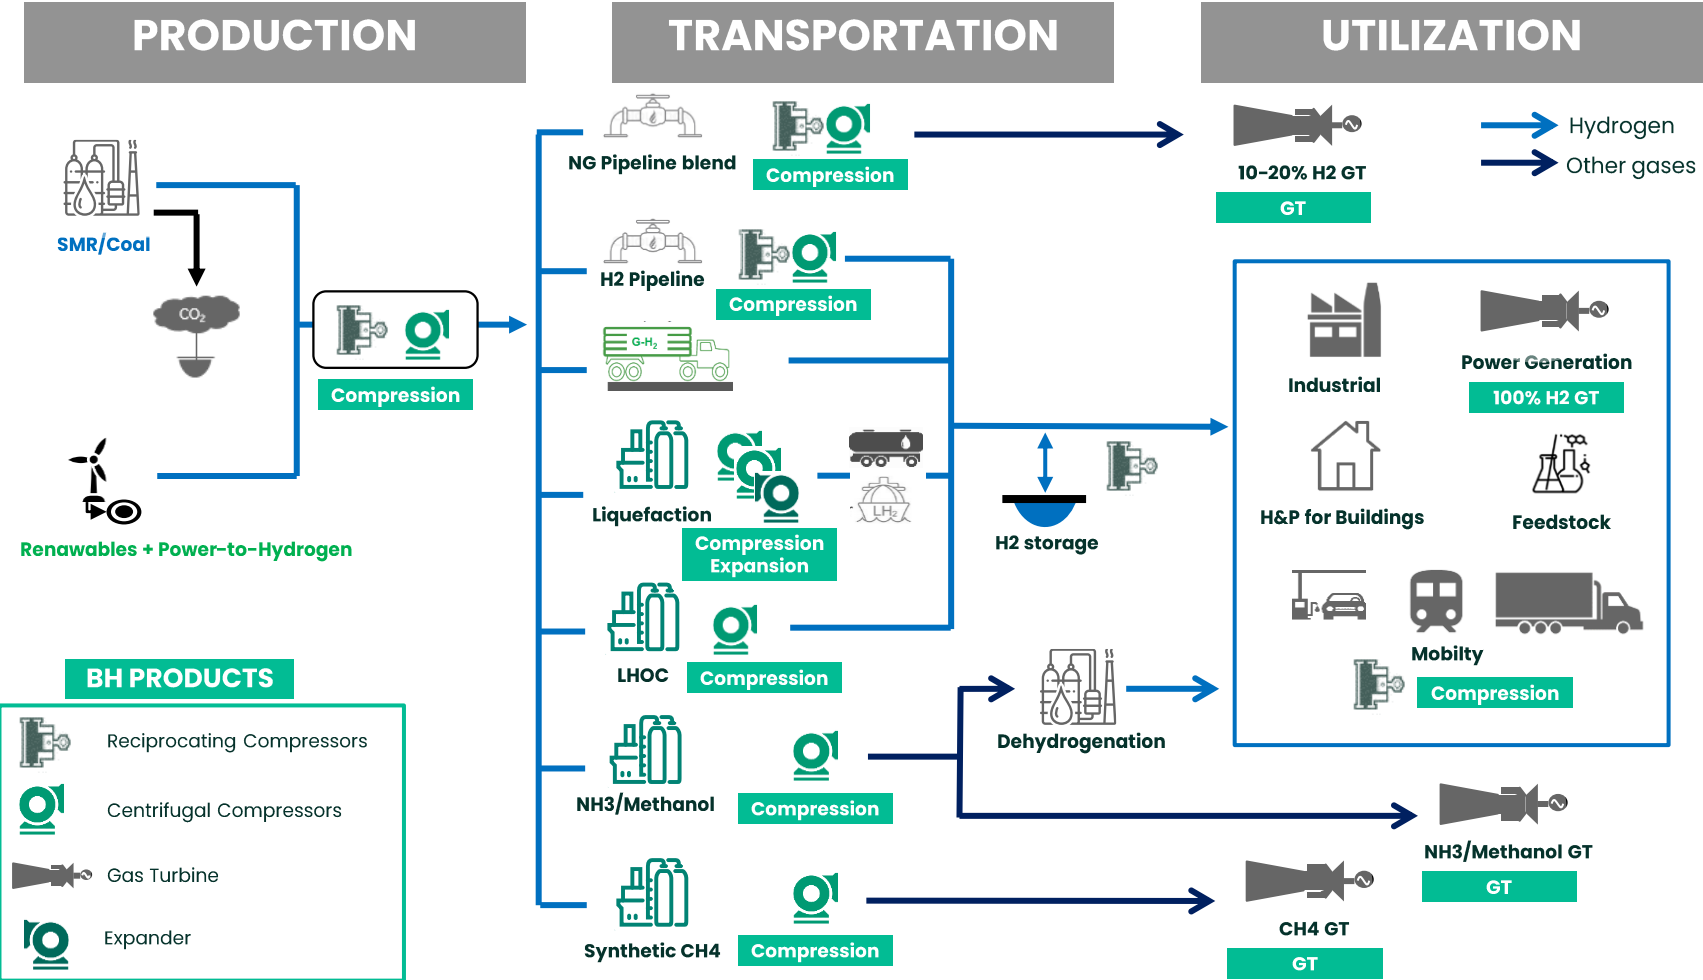 PRODUCTION
TRANSPORTATION
UTILIZATION
SMR/Coal
CO₂
Compression
Renawables + Power-to-Hydrogen
BH PRODUCTS
Reciprocating Compressors
Centrifugal Compressors
Gas Turbine
Expander
NG Pipeline blend
Compression
H2 Pipeline
Compression
G-H₂
Liquefaction
Compression
Expansion
LH₂
LHOC
Compression
NH3/Methanol
Compression
Synthetic CH4
Compression
H2 storage
Dehydrogenation
10-20% H2 GT
GT
Hydrogen
Other gases
Industrial
Power Generation
100% H2 GT
H&P for Buildings
Feedstock
Mobilty
Compression
NH3/Methanol GT
GT
CH4 GT
GT